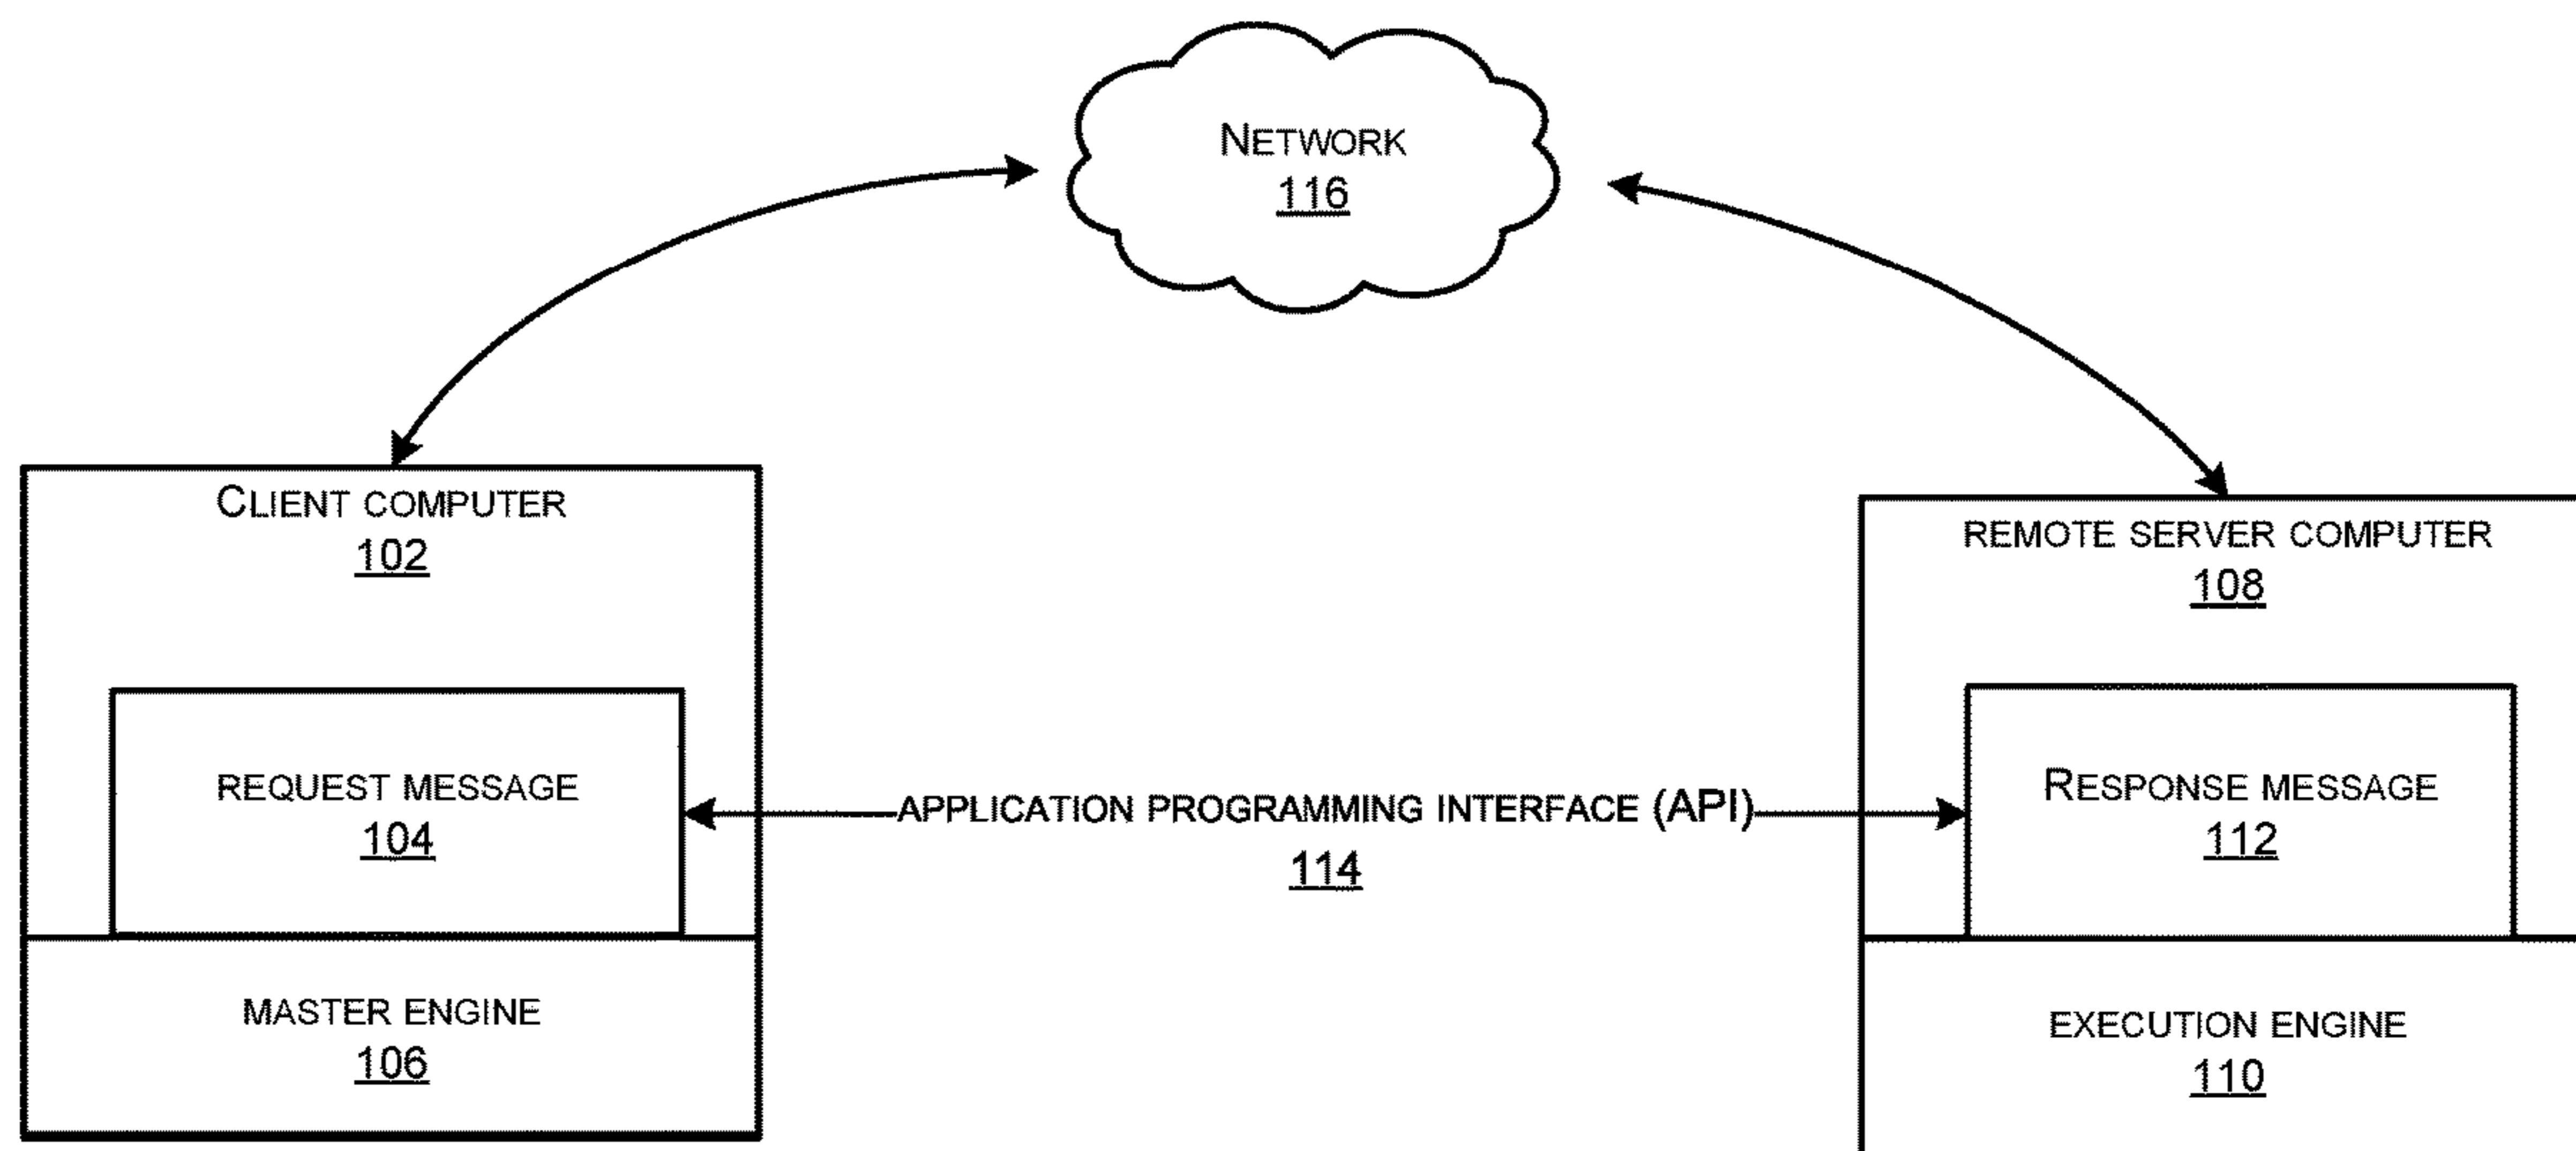 NETWORK
116
CLIENT COMPUTER
102
REMOTE SERVER COMPUTER
108
REQUEST MESSAGE
104
APPLICATION PROGRAMMING INTERFACE (API)
114
RESPONSE MESSAGE
112
MASTER ENGINE
106
EXECUTION ENGINE
110